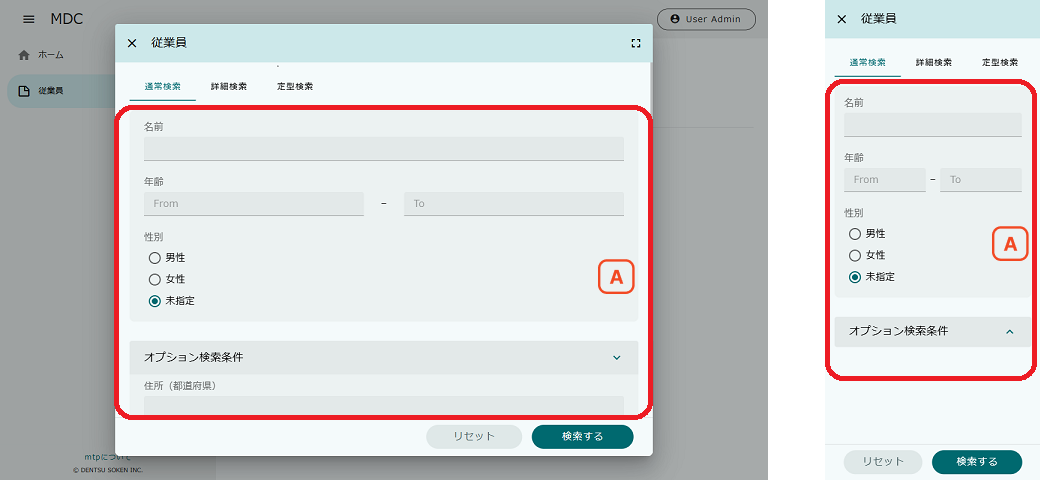 MDC
User Admin
ホーム
従業員
従業員
通常検索
詳細検索
定型検索
名前
年齢
From
-
To
性別
男性
女性
未指定
A
オプション検索条件
住所（都道府県）
リセット
検索する
mtpについて
© DENTSU SOKEN INC.
従業員
通常検索
詳細検索
定型検索
名前
年齢
From
-
To
性別
男性
女性
未指定
A
オプション検索条件
リセット
検索する